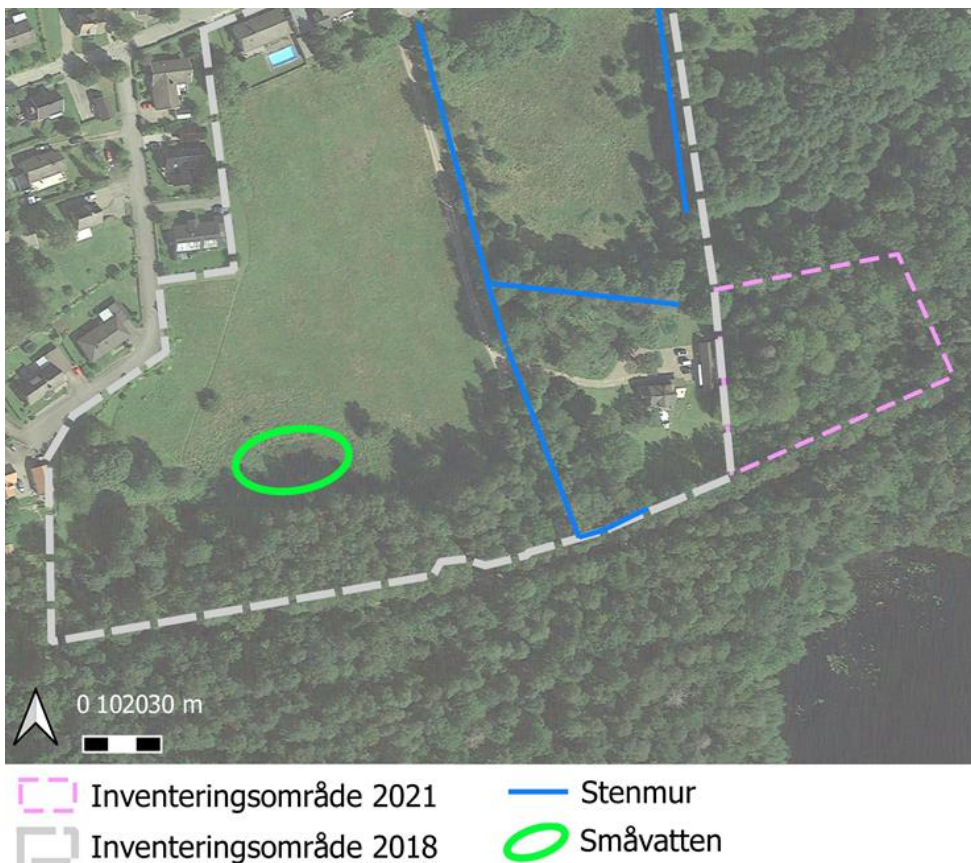 0 102030 m
Inventeringsområde 2021
Stenmur
Inventeringsområde 2018
Småvatten